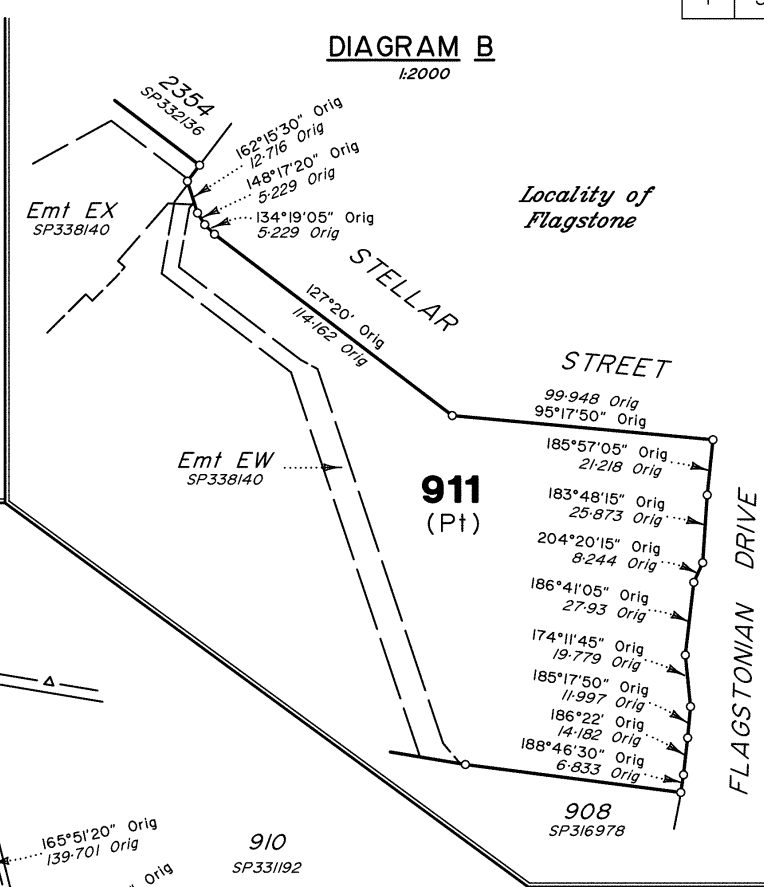 DIAGRAM B
1:2000
2354
SP332136
162°15'30" Orig
12·716 Orig
148°17'20" Orig
5·229 Orig
134°19'05" Orig
5·229 Orig
Emt EX
SP338140
Locality of
Flagstone
STELLAR
STREET
127°20' Orig
114·162 Orig
99·948 Orig
95°17'50" Orig
185°57'05" Orig
21·218 Orig
183°48'15" Orig
25·873 Orig
204°20'15" Orig
8·244 Orig
186°41'05" Orig
27·93 Orig
174°11'45" Orig
19·779 Orig
185°17'50" Orig
11·997 Orig
186°22' Orig
14·182 Orig
188°46'30" Orig
6·833 Orig
Emt EW
SP338140
911
(Pt)
FLAGSTONIAN DRIVE
908
SP316978
910
SP331192
165°51'20" Orig
139·701 Orig
Orig